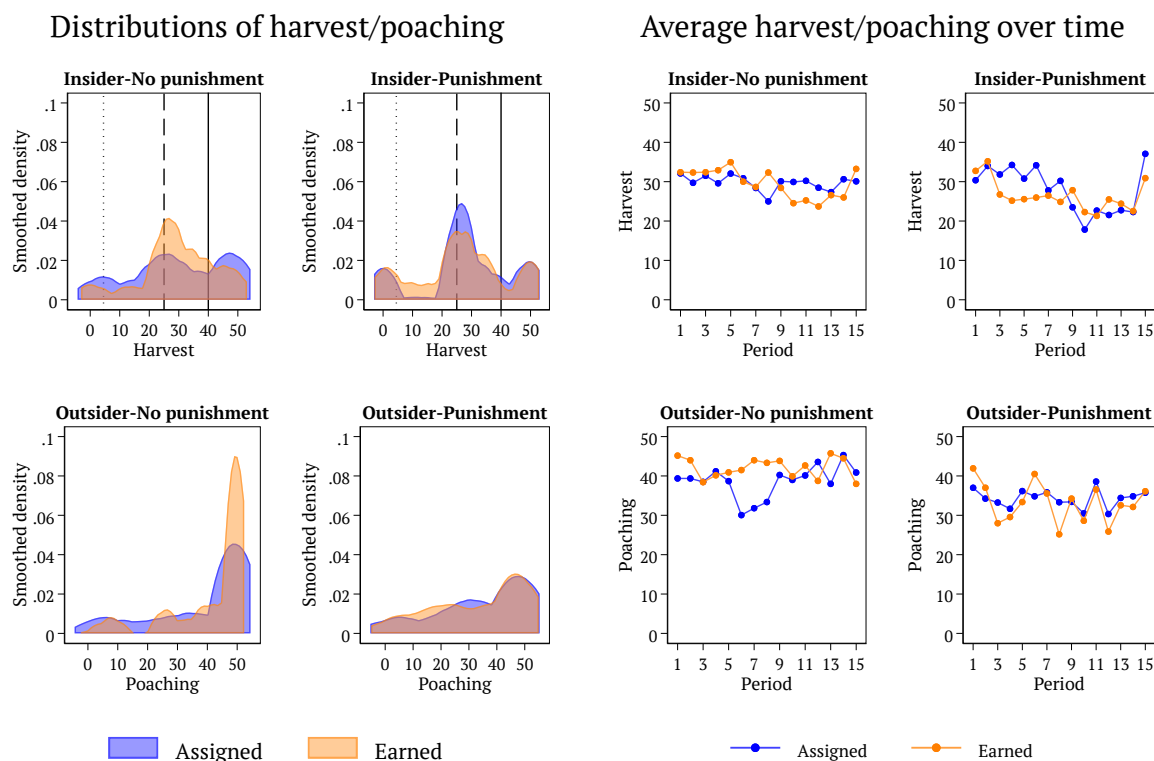 Distributions of harvest/poaching
Average harvest/poaching over time
Insider-No punishment
Smoothed density
.1
.08
.06
.04
.02
0
0 10 20 30 40 50
Harvest
Insider-Punishment
Smoothed density
.1
.08
.06
.04
.02
0
0 10 20 30 40 50
Harvest
Insider-No punishment
Harvest
50
40
30
20
10
0
1 3 5 7 9 11 13 15
Period
Insider-Punishment
Harvest
50
40
30
20
10
0
1 3 5 7 9 11 13 15
Period
Outsider-No punishment
Smoothed density
.1
.08
.06
.04
.02
0
0 10 20 30 40 50
Poaching
Outsider-Punishment
Smoothed density
.1
.08
.06
.04
.02
0
0 10 20 30 40 50
Poaching
Outsider-No punishment
Poaching
50
40
30
20
10
0
1 3 5 7 9 11 13 15
Period
Outsider-Punishment
Poaching
50
40
30
20
10
0
1 3 5 7 9 11 13 15
Period
Assigned Earned
Assigned Earned